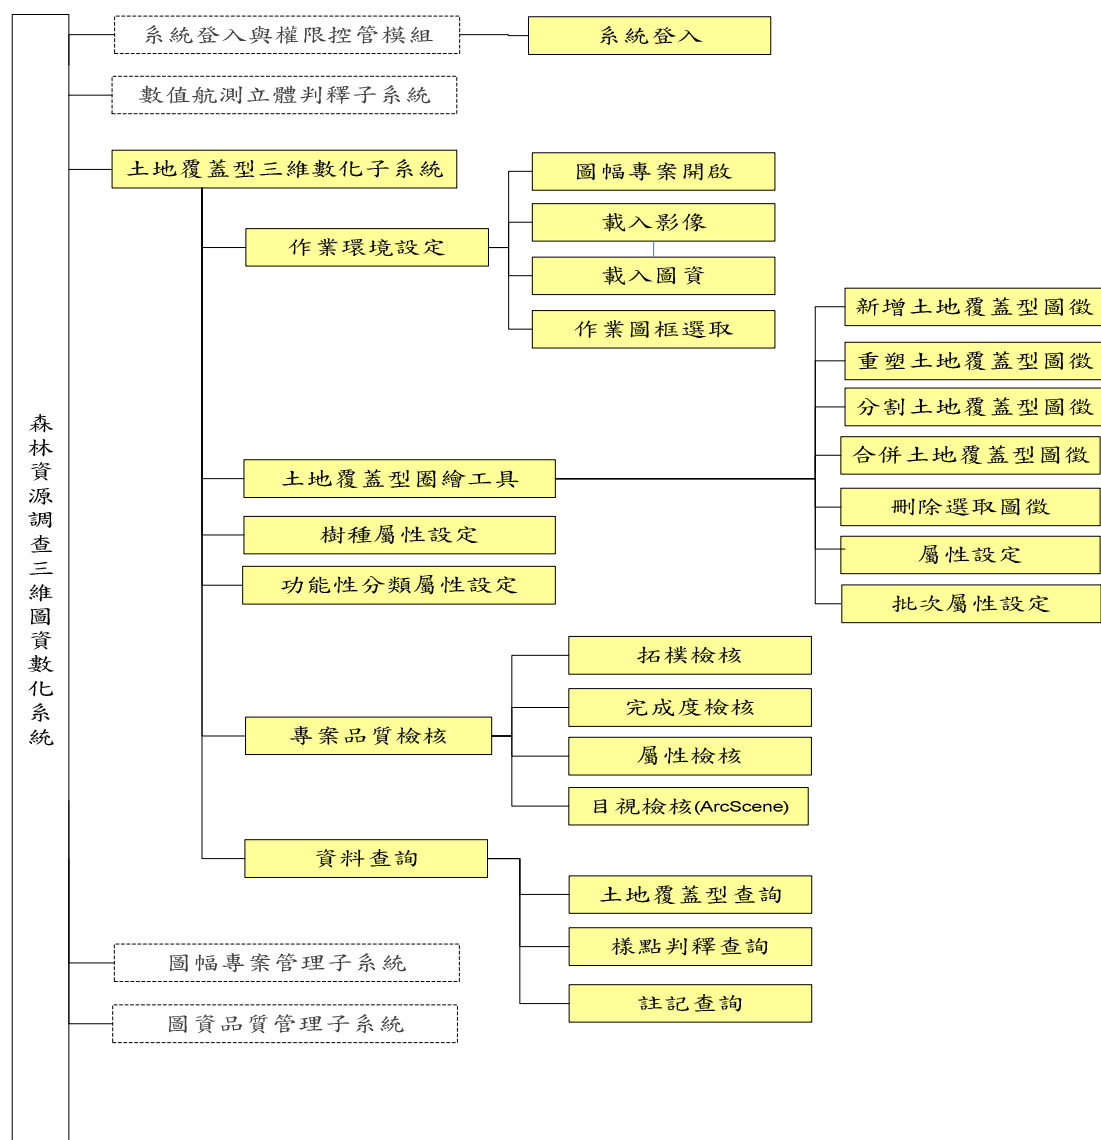 森林資源調查三維圖資數化系統
系統登入與權限控管模組
系統登入
數值航測立體判釋子系統
土地覆蓋型三維數化子系統
作業環境設定
圖幅專案開啟
載入影像
載入圖資
作業圖框選取
土地覆蓋型圈繪工具
新增土地覆蓋型圖徵
重塑土地覆蓋型圖徵
分割土地覆蓋型圖徵
合併土地覆蓋型圖徵
刪除選取圖徵
屬性設定
批次屬性設定
樹種屬性設定
功能性分類屬性設定
專案品質檢核
拓樸檢核
完成度檢核
屬性檢核
目視檢核(ArcScene)
資料查詢
土地覆蓋型查詢
樣點判釋查詢
註記查詢
圖幅專案管理子系統
圖資品質管理子系統